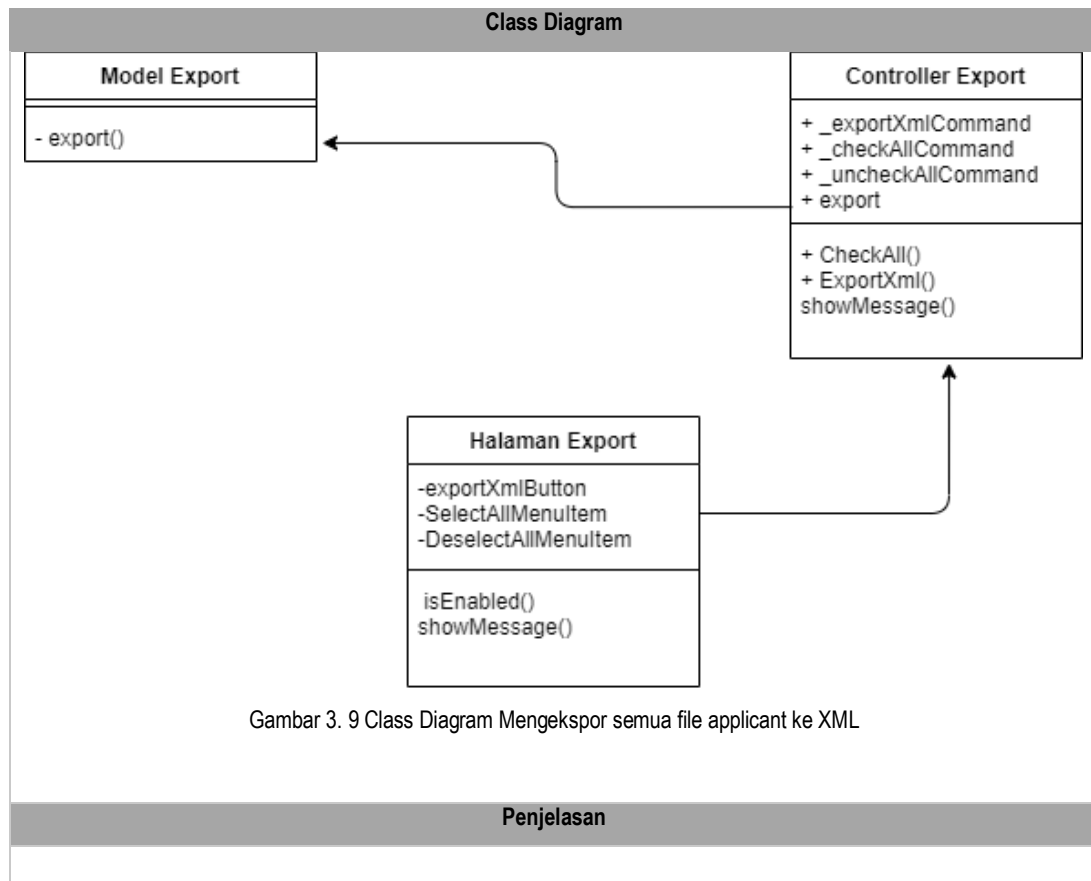 Class Diagram
Model Export
- export()
Controller Export
+ _exportXmlCommand
+ _checkAllCommand
+ _uncheckAllCommand
+ export
+ CheckAll()
+ ExportXml()
showMessage()
Halaman Export
-exportXmlButton
-SelectAllMenuItem
-DeselectAllMenuItem
isEnabled()
showMessage()
Gambar 3. 9 Class Diagram Mengekspor semua file applicant ke XML
Penjelasan